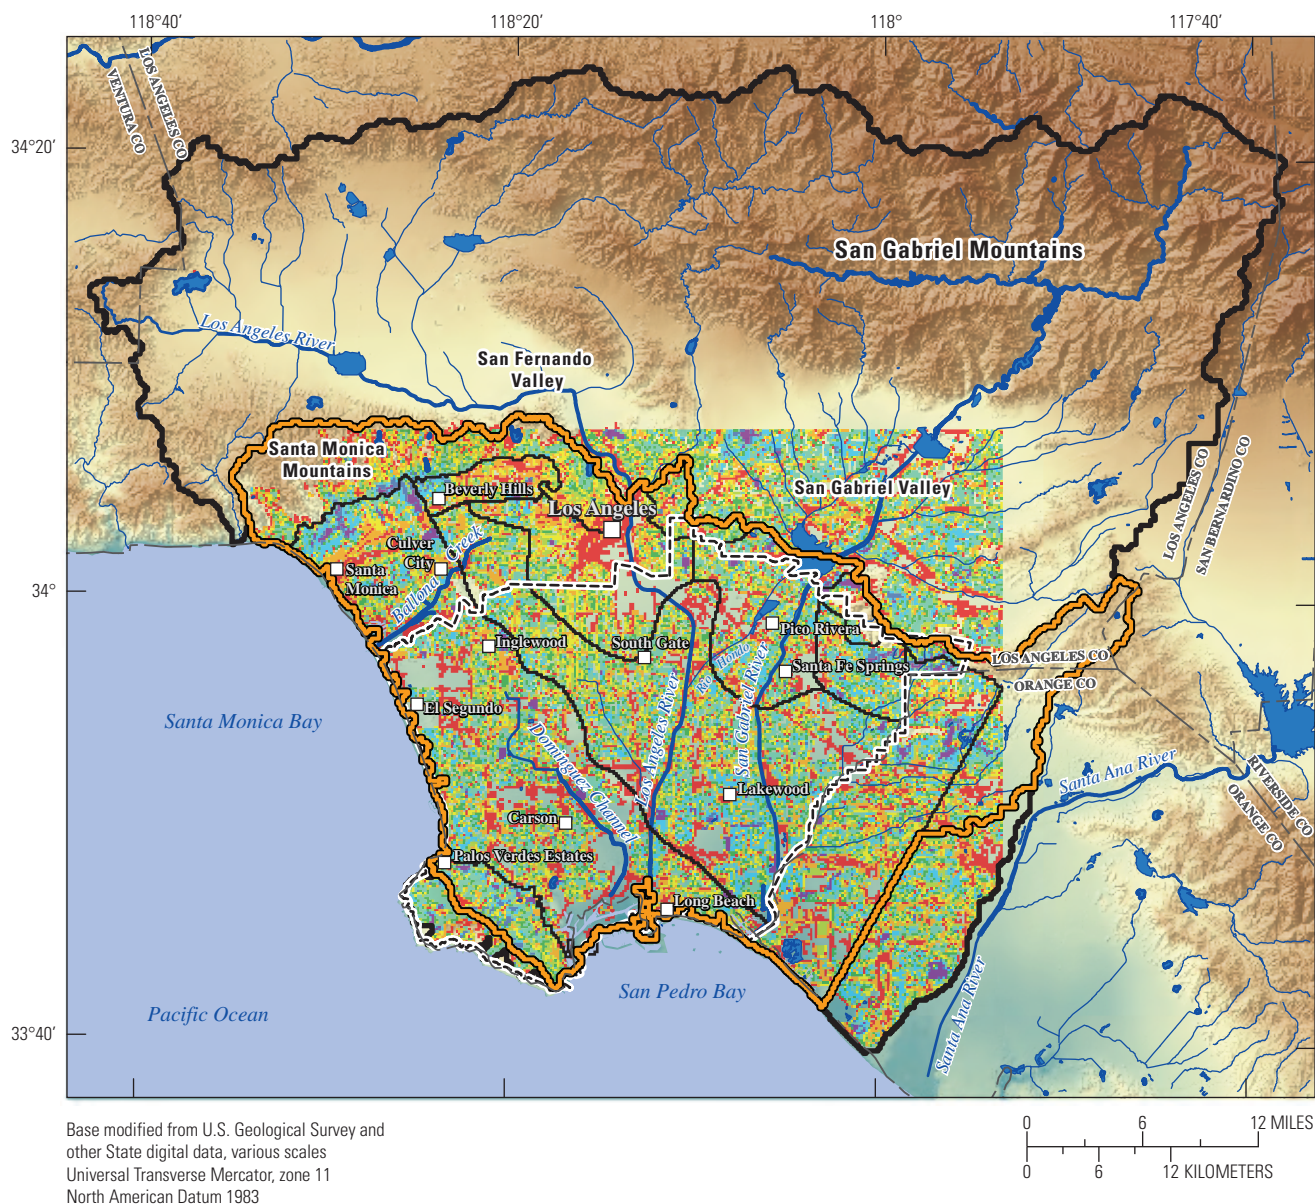 118°40′
118°20′
118°
117°40′
LOS ANGELES CO
VENTURA CO
34°20′
San Gabriel Mountains
Los Angeles River
San Fernando
Valley
Santa Monica
Mountains
San Gabriel Valley
LOS ANGELES CO
SAN BERNARDINO CO
Beverly Hills
Los Angeles
Culver
City
Ballona Creek
Santa
Monica
34°
Inglewood
South Gate
Pico Rivera
Rio Hondo
Santa Fe Springs
LOS ANGELES CO
ORANGE CO
Santa Monica Bay
El Segundo
Dominguez Channel
Los Angeles River
San Gabriel River
Santa Ana River
RIVERSIDE CO
ORANGE CO
Lakewood
Carson
Palos Verdes Estates
Long Beach
San Pedro Bay
Pacific Ocean
Santa Ana River
33°40′
Base modified from U.S. Geological Survey and
other State digital data, various scales
Universal Transverse Mercator, zone 11
North American Datum 1983
0 6 12 MILES
0 6 12 KILOMETERS